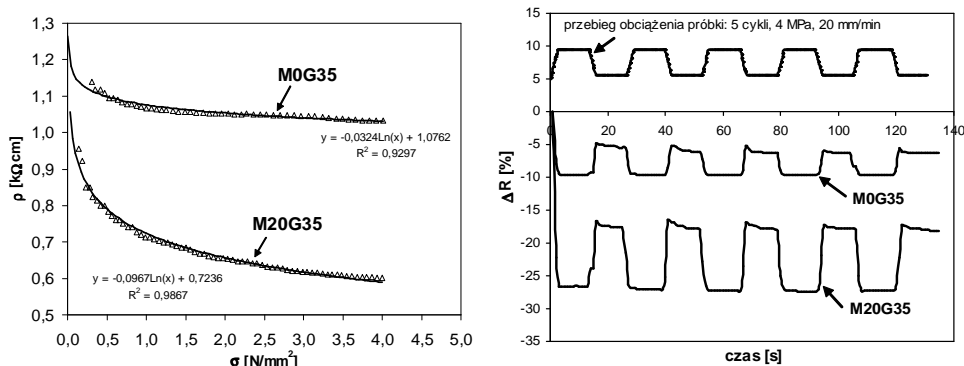 1,3
1,2
1,1
1,0
0,9
0,8
0,7
0,6
0,5
ρ [kΩcm]
M0G35
y = -0,0324Ln(x) + 1,0762
R² = 0,9297
M20G35
y = -0,0967Ln(x) + 0,7236
R² = 0,9867
0,0 0,5 1,0 1,5 2,0 2,5 3,0 3,5 4,0 4,5 5,0
σ [N/mm²]
przebieg obciążenia próbki: 5 cykli, 4 MPa, 20 mm/min
15
10
5
0
-5
-10
-15
-20
-25
-30
-35
ΔR [%]
0 20 40 60 80 100 120 140
M0G35
M20G35
czas [s]